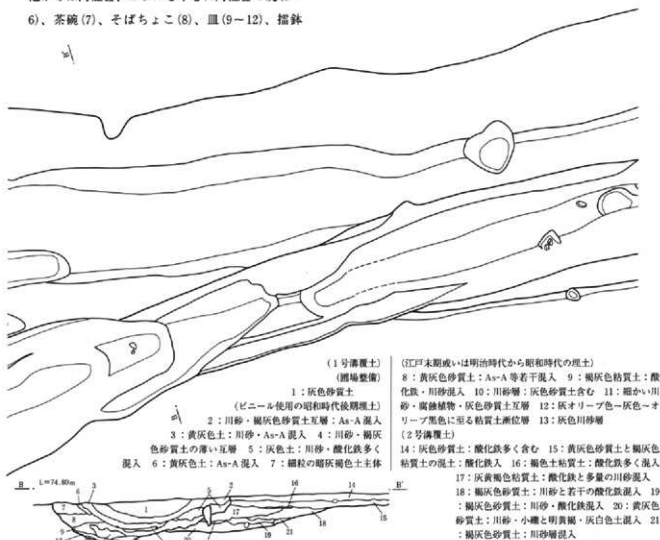 6)、茶碗(7)、そばちょこ(8)、皿(9~12)、擂鉢
(1号溝覆土)
(圃場整備)
1:灰色砂質土
(ビニール使用の昭和時代後期埋土)
2:川砂・褐灰色砂質土互層:As-A混入
3:黄灰色土:川砂・As-A混入 4:川砂・褐灰
色砂質土の薄い互層 5:灰色土:川砂・酸化鉄多く
混入 6:黄灰色土:As-A混入 7:細粒の暗灰褐色土主体
(江戸末期或いは明治時代から昭和時代の埋土)
8:黄灰色砂質土:As-A等若干混入 9:褐灰色粘質土:酸
化鉄・川砂混入 10:川砂層:灰色砂質土含む 11:細かい川
砂・腐蝕植物・灰色砂質土互層 12:灰オリーブ色~灰色~オ
リーブ黒色に至る粘質土漸位層 13:灰色川砂層
(2号溝覆土)
14:灰色砂質土:酸化鉄多く含む 15:黄灰色砂質土と褐灰色
粘質土の混土:酸化鉄入 16:褐色土粘質土:酸化鉄多く混入
17:灰黄褐色粘質土:酸化鉄と多量の川砂混入
18:褐灰色砂質土:川砂と若干の酸化鉄混入 19
:褐灰色砂質土:川砂・酸化鉄混入 20:黄灰色
砂質土:川砂・小礫と明黄褐・灰白色土混入 21
:褐灰色砂質土:川砂層混入
B L=74.80m B'
6 3 5 2 16 14
7 1 17 15
8 21 18
9 19